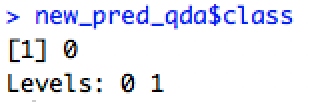 > new_pred_qda$class
[1] 0
Levels: 0 1